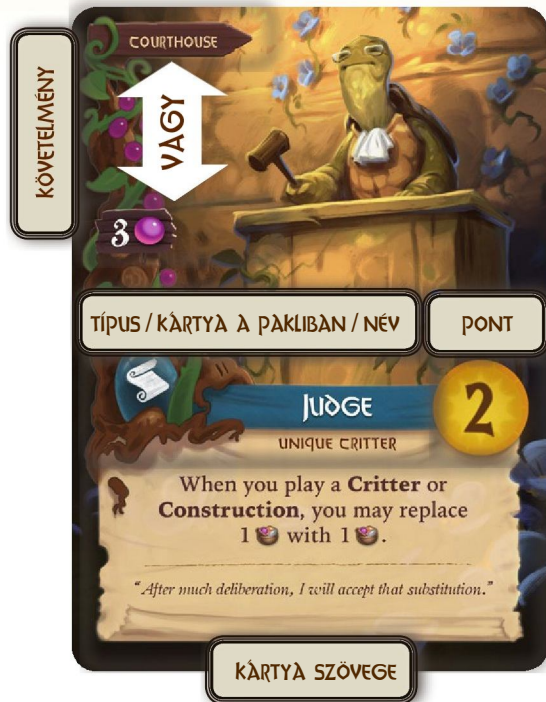 COURTHOUSE
KÖVETELMÉNY
VAGY
3
TÍPUS / KÁRTYA A PAKLIBAN / NÉV
PONT
JUDGE
2
UNIQUE CRITTER
When you play a Critter or
Construction, you may replace
1 with 1 .
"After much deliberation, I will accept that substitution."
KÁRTYA SZÖVEGE